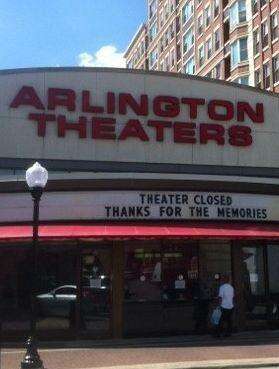 ARLINGTON
THEATERS
THEATER CLOSED
THANKS FOR THE MEMORIES